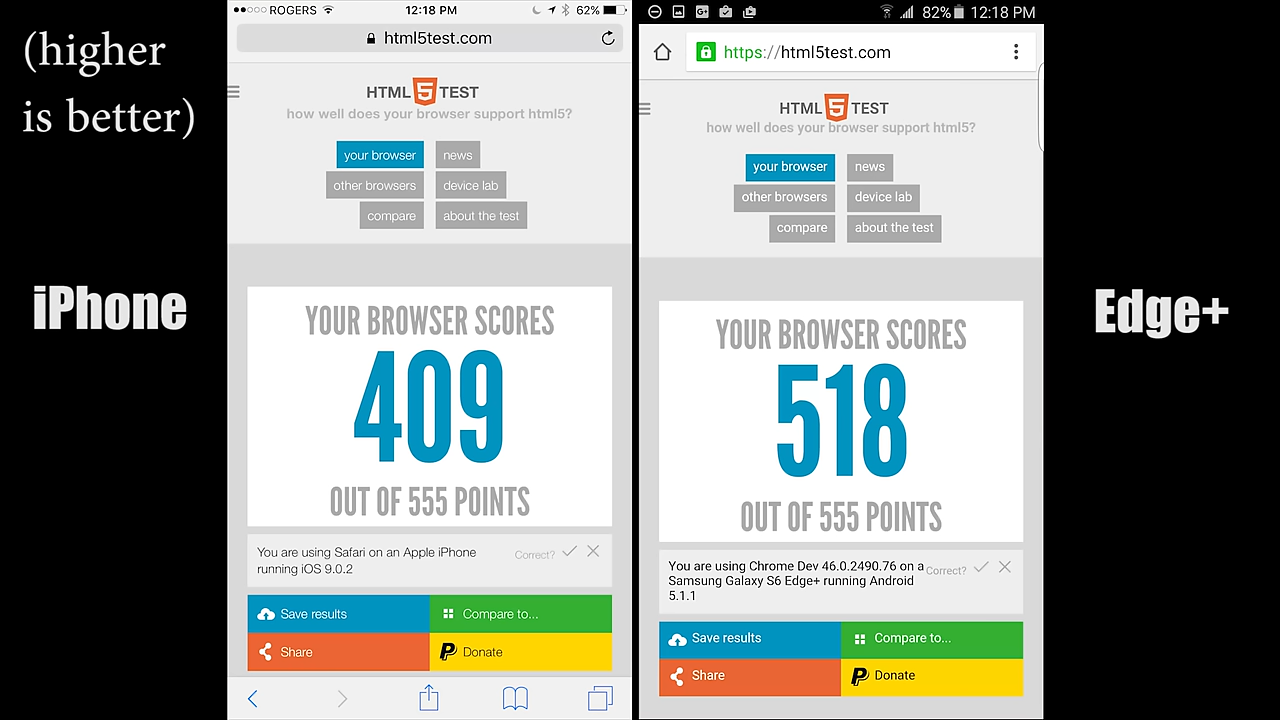 (higher
is better)
iPhone
ROGERS 12:18 PM 62%
html5test.com
HTML 5 TEST
how well does your browser support html5?
your browser news
other browsers device lab
compare about the test
YOUR BROWSER SCORES
409
OUT OF 555 POINTS
You are using Safari on an Apple iPhone
running iOS 9.0.2
Correct?
Save results Compare to...
Share Donate
82% 12:18 PM
https://html5test.com
HTML 5 TEST
how well does your browser support html5?
your browser news
other browsers device lab
compare about the test
YOUR BROWSER SCORES
518
OUT OF 555 POINTS
You are using Chrome Dev 46.0.2490.76 on a
Samsung Galaxy S6 Edge+ running Android
5.1.1
Correct?
Save results Compare to...
Share Donate
Edge+